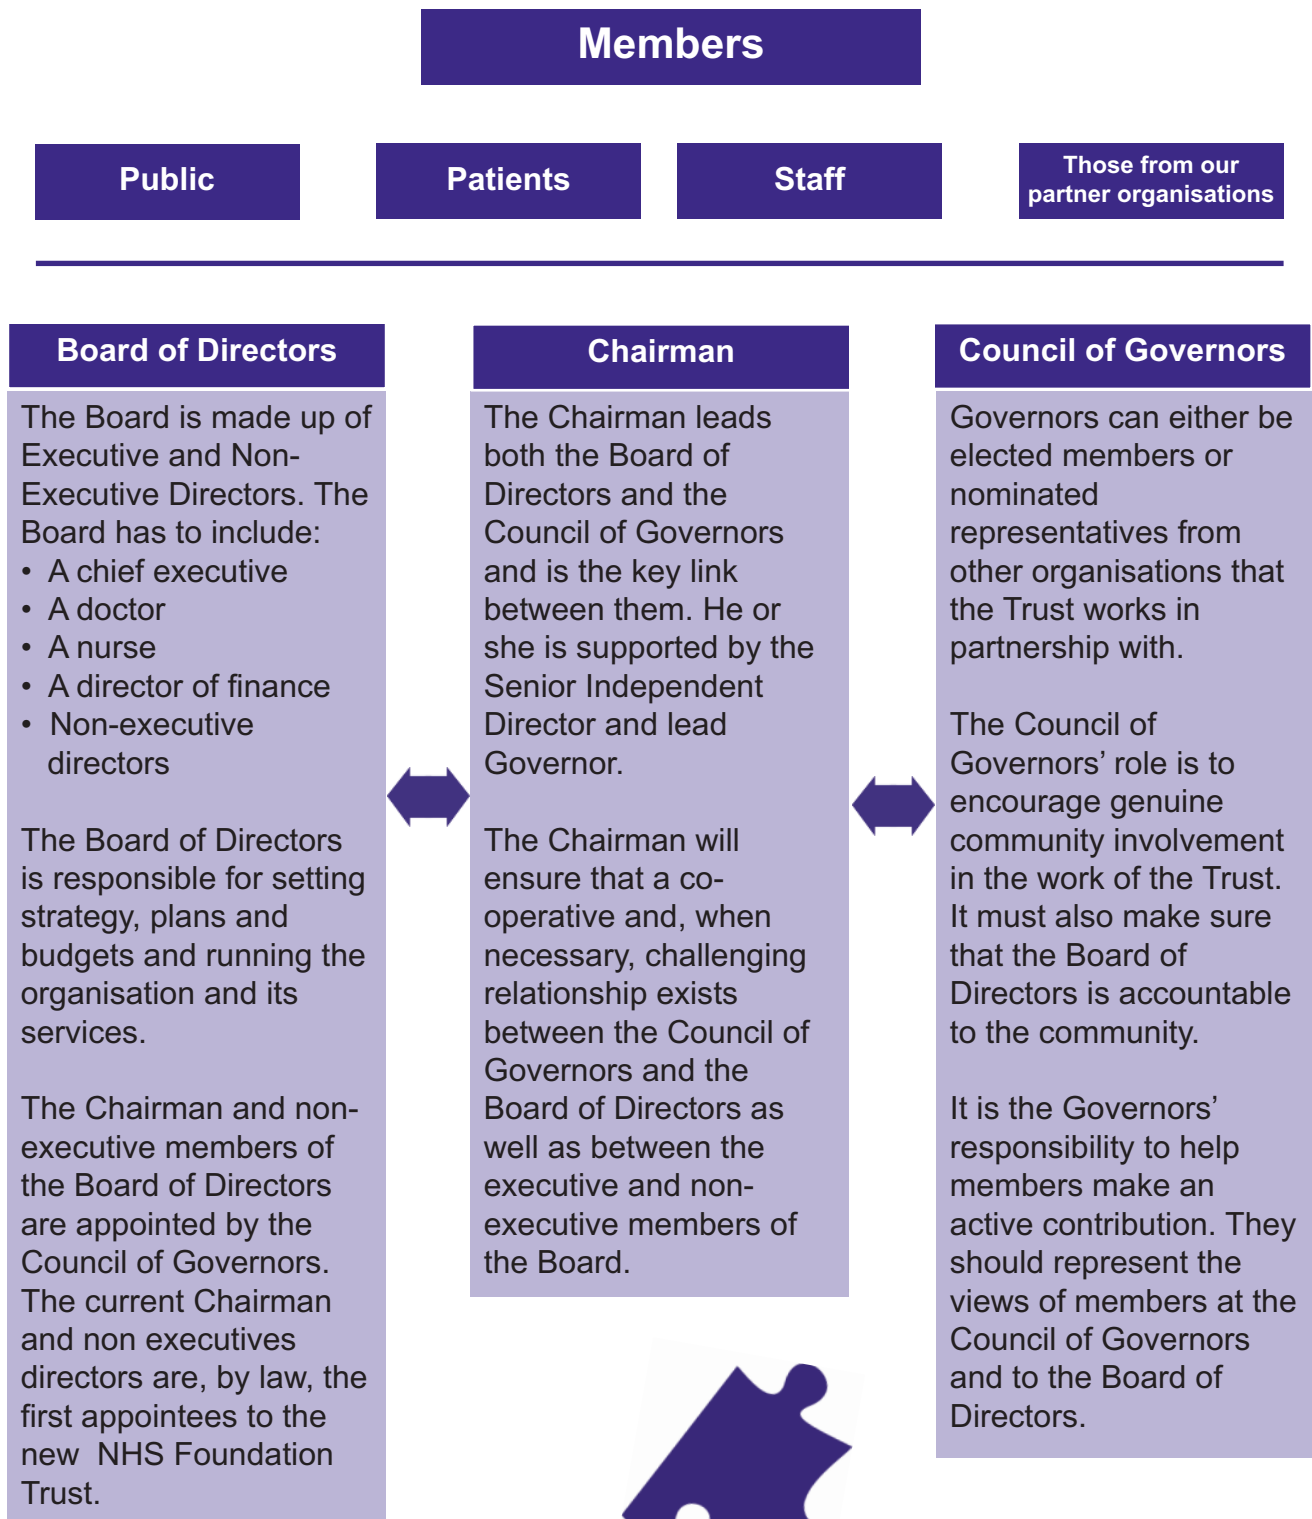 Members
Public
Patients
Staff
Those from our
partner organisations
Board of Directors
The Board is made up of
Executive and Non-
Executive Directors. The
Board has to include:
• A chief executive
• A doctor
• A nurse
• A director of finance
• Non-executive
directors
The Board of Directors
is responsible for setting
strategy, plans and
budgets and running the
organisation and its
services.
The Chairman and non-
executive members of
the Board of Directors
are appointed by the
Council of Governors.
The current Chairman
and non executives
directors are, by law, the
first appointees to the
new NHS Foundation
Trust.
Chairman
The Chairman leads
both the Board of
Directors and the
Council of Governors
and is the key link
between them. He or
she is supported by the
Senior Independent
Director and lead
Governor.
The Chairman will
ensure that a co-
operative and, when
necessary, challenging
relationship exists
between the Council of
Governors and the
Board of Directors as
well as between the
executive and non-
executive members of
the Board.
Council of Governors
Governors can either be
elected members or
nominated
representatives from
other organisations that
the Trust works in
partnership with.
The Council of
Governors’ role is to
encourage genuine
community involvement
in the work of the Trust.
It must also make sure
that the Board of
Directors is accountable
to the community.
It is the Governors’
responsibility to help
members make an
active contribution. They
should represent the
views of members at the
Council of Governors
and to the Board of
Directors.